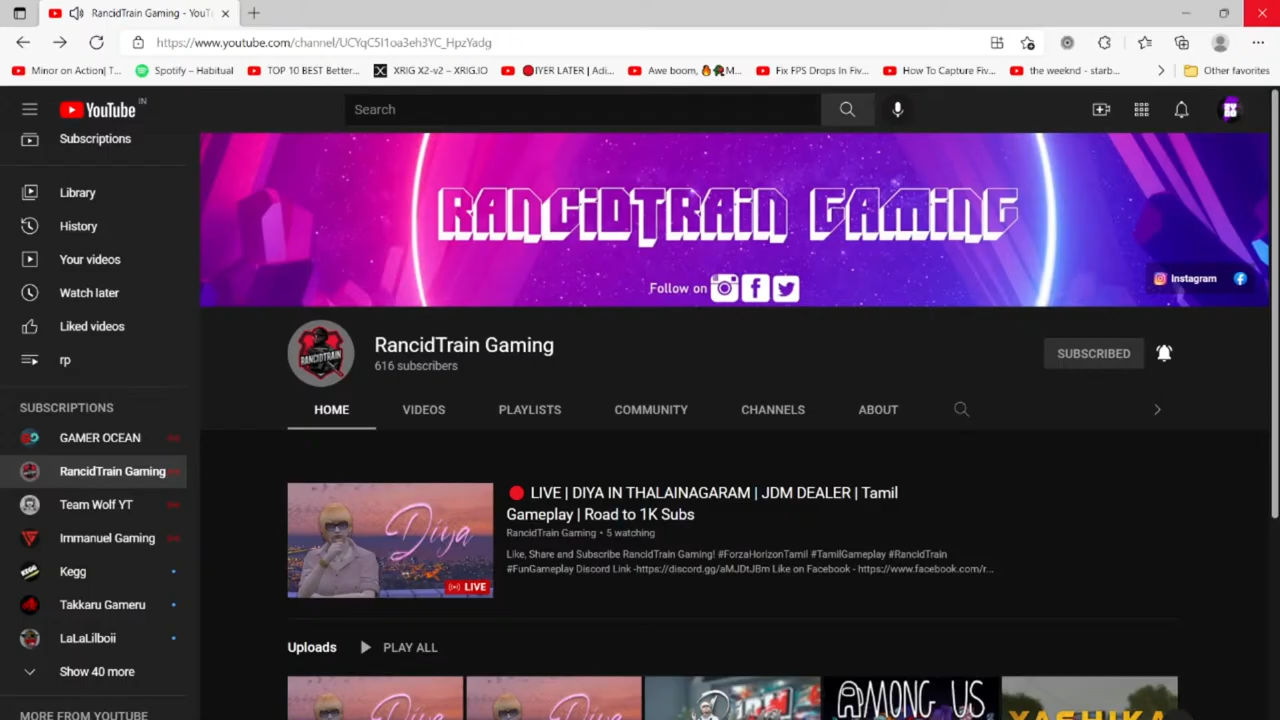 RancidTrain Gaming - YouT
https://www.youtube.com/channel/UCYqC5I1oa3eh3YC_HpzYadg
Minor on Action| T...
Spotify – Habitual
TOP 10 BEST Better...
XRIG X2-v2 – XRIG.IO
🔴IYER LATER | Adi...
Awe boom, 🔥🥀M...
Fix FPS Drops In Fiv...
How To Capture Fiv...
the weeknd - starb...
Other favorites
YouTube IN
Search
Subscriptions
Library
History
Your videos
Watch later
Liked videos
rp
SUBSCRIPTIONS
GAMER OCEAN
RancidTrain Gaming
Team Wolf YT
Immanuel Gaming
Kegg
Takkaru Gameru
LaLaLilboii
Show 40 more
MORE FROM YOUTUBE
RANCIDTRAIN GAMING
Follow on
Instagram
RANCIDTRAIN
RancidTrain Gaming
616 subscribers
SUBSCRIBED
HOME
VIDEOS
PLAYLISTS
COMMUNITY
CHANNELS
ABOUT
Diya
LIVE
🔴 LIVE | DIYA IN THALAINAGARAM | JDM DEALER | Tamil
Gameplay | Road to 1K Subs
RancidTrain Gaming • 5 watching
Like, Share and Subscribe RancidTrain Gaming! #ForzaHorizonTamil #TamilGameplay #RancidTrain
#FunGameplay Discord Link -https://discord.gg/aMJDtJBm Like on Facebook - https://www.facebook.com/r...
Uploads
PLAY ALL
Diya
Diya
AMONG US
YASHIKA